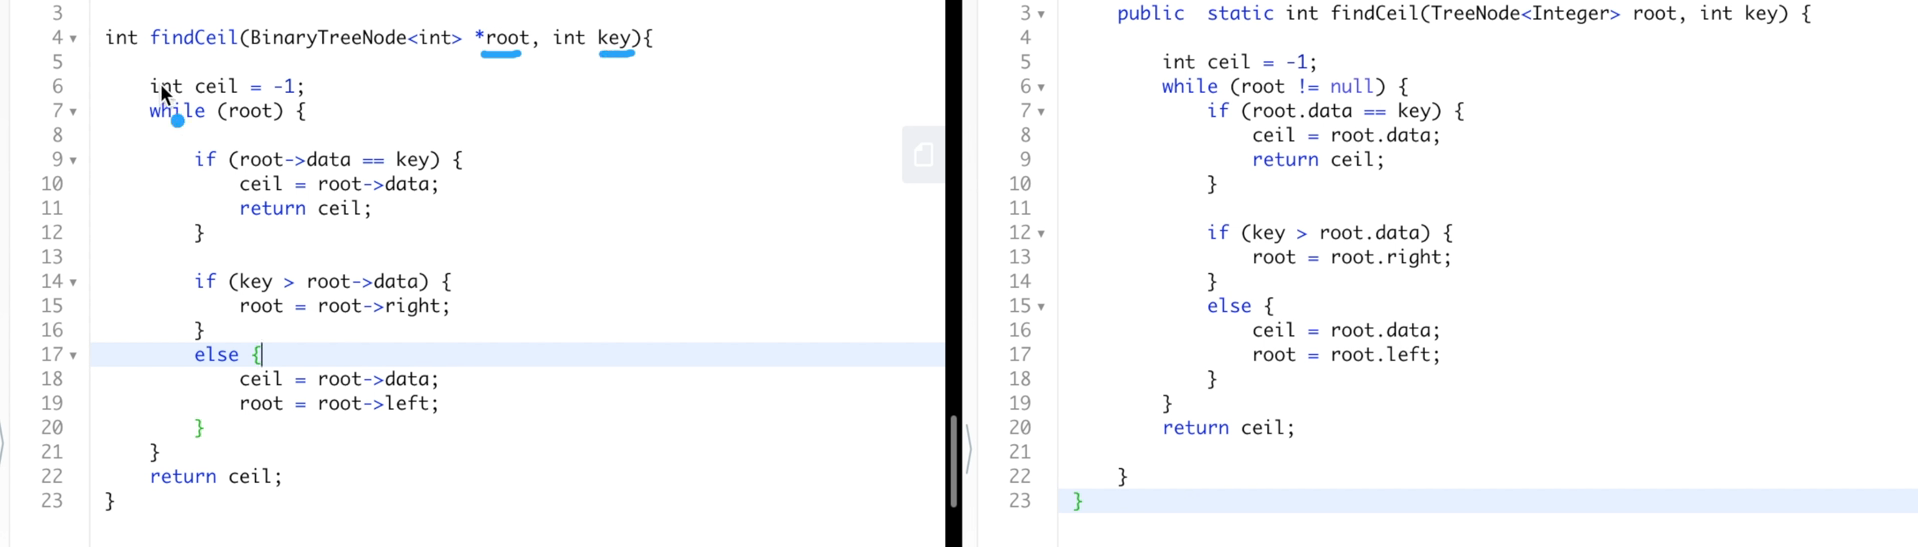 3
4 int findCeil(BinaryTreeNode<int> *root, int key){
5
6     int ceil = -1;
7     while (root) {
8
9         if (root->data == key) {
10             ceil = root->data;
11             return ceil;
12         }
13
14         if (key > root->data) {
15             root = root->right;
16         }
17         else {
18             ceil = root->data;
19             root = root->left;
20         }
21     }
22     return ceil;
23 }
3     public  static int findCeil(TreeNode<Integer> root, int key) {
4
5         int ceil = -1;
6         while (root != null) {
7             if (root.data == key) {
8                 ceil = root.data;
9                 return ceil;
10             }
11
12             if (key > root.data) {
13                 root = root.right;
14             }
15             else {
16                 ceil = root.data;
17                 root = root.left;
18             }
19         }
20         return ceil;
21
22     }
23 }